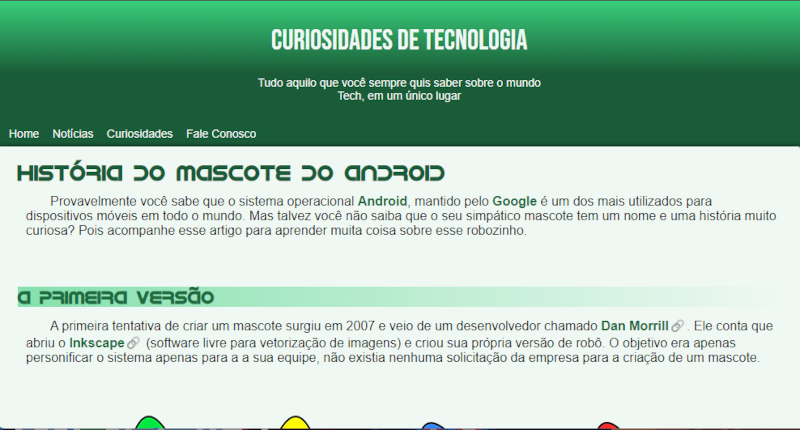 CURIOSIDADES DE TECNOLOGIA
Tudo aquilo que você sempre quis saber sobre o mundo
Tech, em um único lugar
Home Notícias Curiosidades Fale Conosco
HISTÓRIA DO MASCOTE DO ANDROID
Provavelmente você sabe que o sistema operacional Android, mantido pelo Google é um dos mais utilizados para
dispositivos móveis em todo o mundo. Mas talvez você não saiba que o seu simpático mascote tem um nome e uma história muito
curiosa? Pois acompanhe esse artigo para aprender muita coisa sobre esse robozinho.
A PRIMEIRA VERSÃO
A primeira tentativa de criar um mascote surgiu em 2007 e veio de um desenvolvedor chamado Dan Morrill. Ele conta que
abriu o Inkscape (software livre para vetorização de imagens) e criou sua própria versão de robô. O objetivo era apenas
personificar o sistema apenas para a a sua equipe, não existia nenhuma solicitação da empresa para a criação de um mascote.